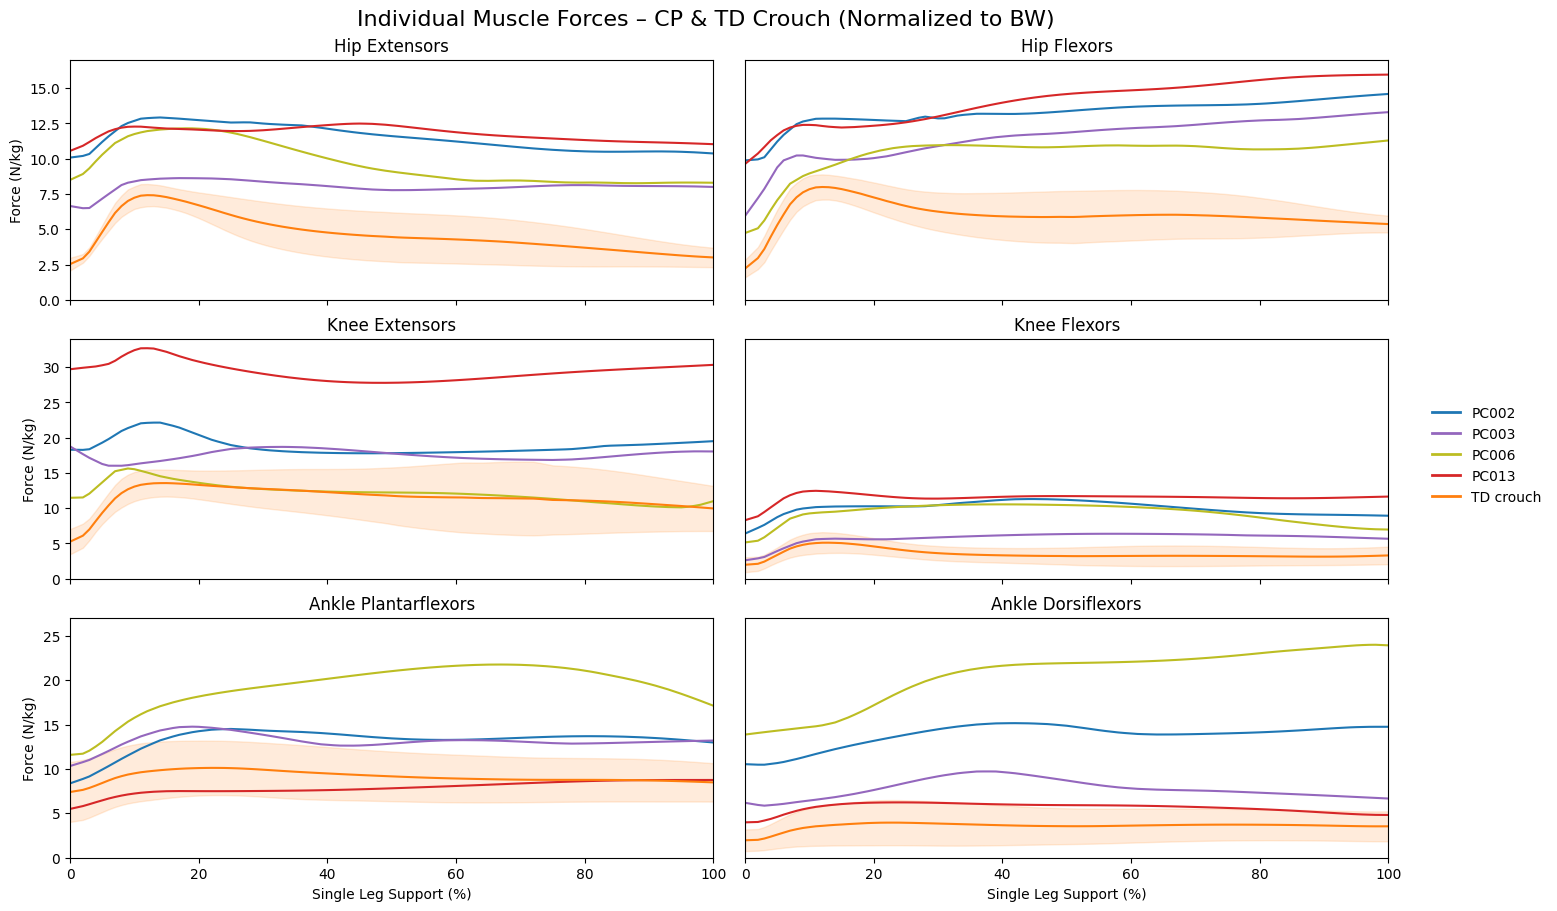 Individual Muscle Forces – CP & TD Crouch (Normalized to BW)
Hip Extensors
Hip Flexors
15.0
12.5
10.0
7.5
5.0
2.5
0.0
Force (N/kg)
Knee Extensors
Knee Flexors
30
25
20
15
10
5
0
Force (N/kg)
PC002
PC003
PC006
PC013
TD crouch
Ankle Plantarflexors
Ankle Dorsiflexors
25
20
15
10
5
0
Force (N/kg)
0 20 40 60 80 100
0 20 40 60 80 100
Single Leg Support (%)
Single Leg Support (%)